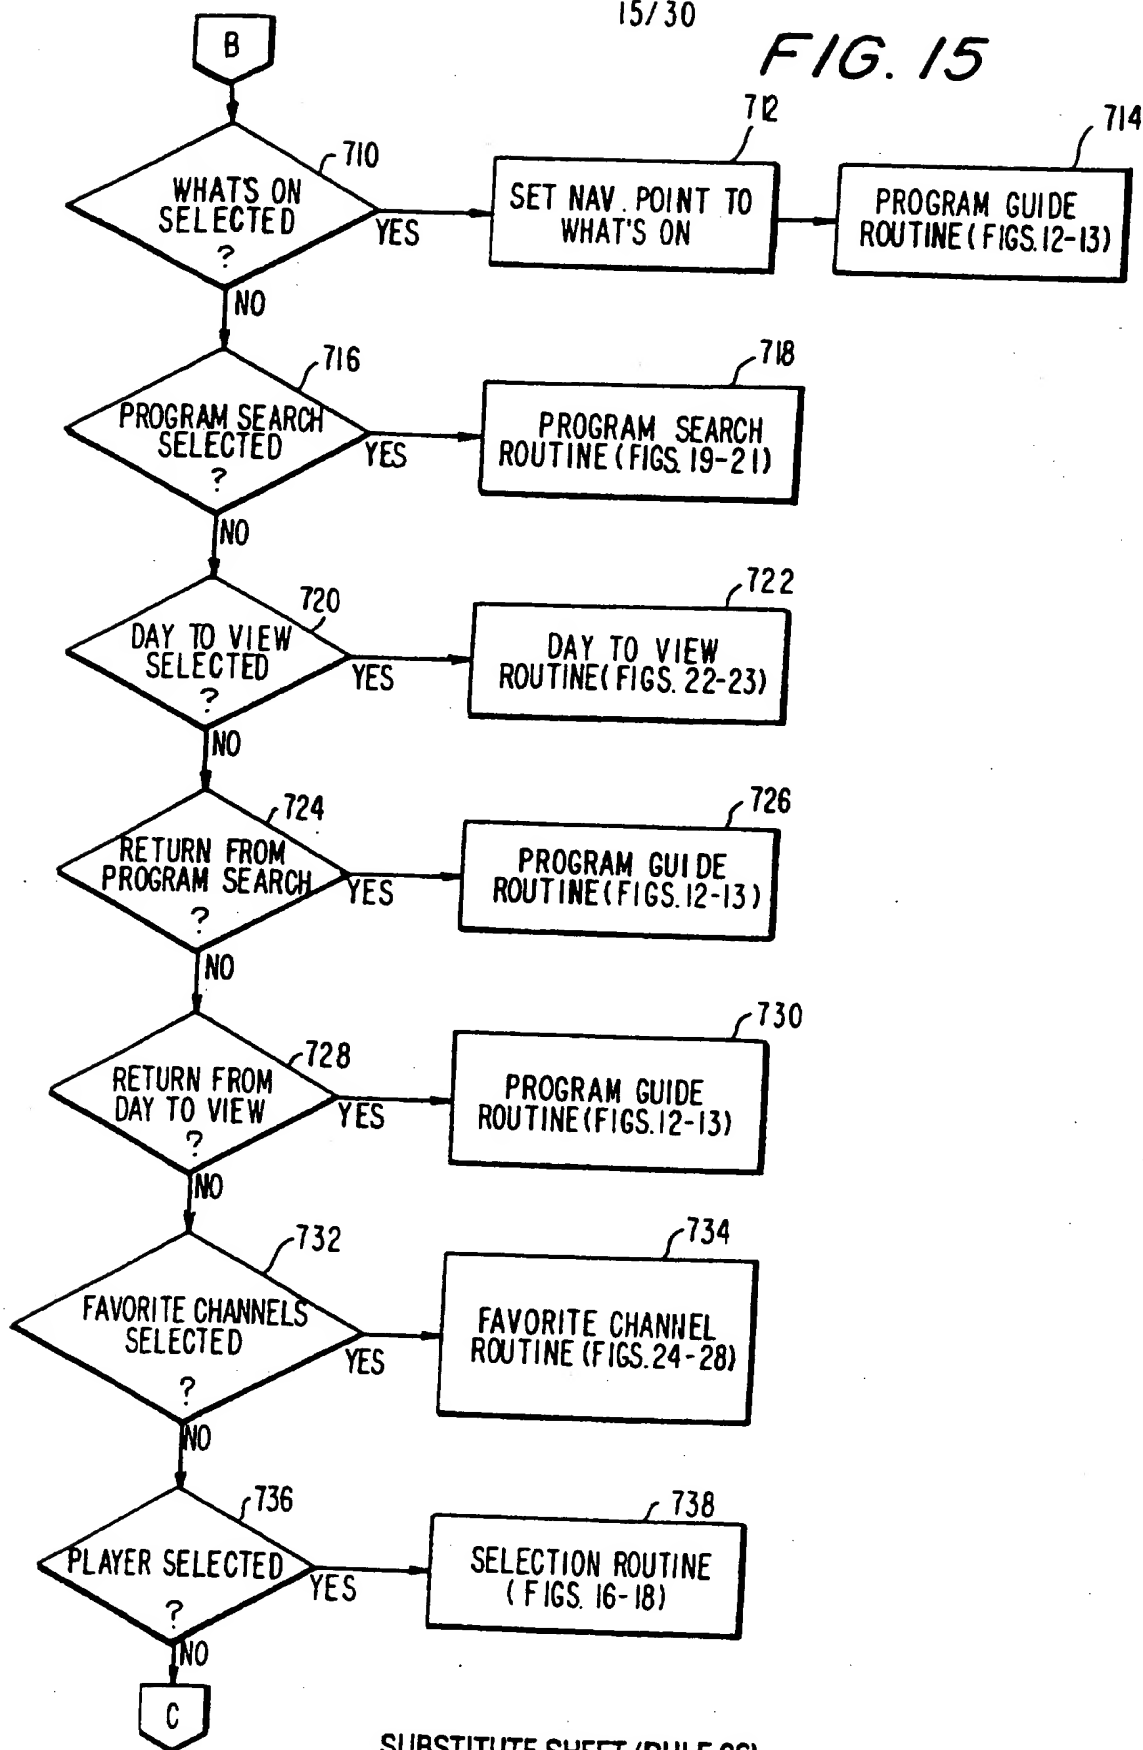 15/30
FIG. 15
B
710
WHAT'S ON
SELECTED
?
YES
NO
712
SET NAV. POINT TO
WHAT'S ON
714
PROGRAM GUIDE
ROUTINE (FIGS. 12-13)
716
PROGRAM SEARCH
SELECTED
?
YES
NO
718
PROGRAM SEARCH
ROUTINE (FIGS. 19-21)
720
DAY TO VIEW
SELECTED
?
YES
NO
722
DAY TO VIEW
ROUTINE (FIGS. 22-23)
724
RETURN FROM
PROGRAM SEARCH
?
YES
NO
726
PROGRAM GUIDE
ROUTINE (FIGS. 12-13)
728
RETURN FROM
DAY TO VIEW
?
YES
NO
730
PROGRAM GUIDE
ROUTINE (FIGS. 12-13)
732
FAVORITE CHANNELS
SELECTED
?
YES
NO
734
FAVORITE CHANNEL
ROUTINE (FIGS. 24-28)
736
PLAYER SELECTED
?
YES
NO
738
SELECTION ROUTINE
(FIGS. 16-18)
C
SUBSTITUTE SHEET (RULE 26)